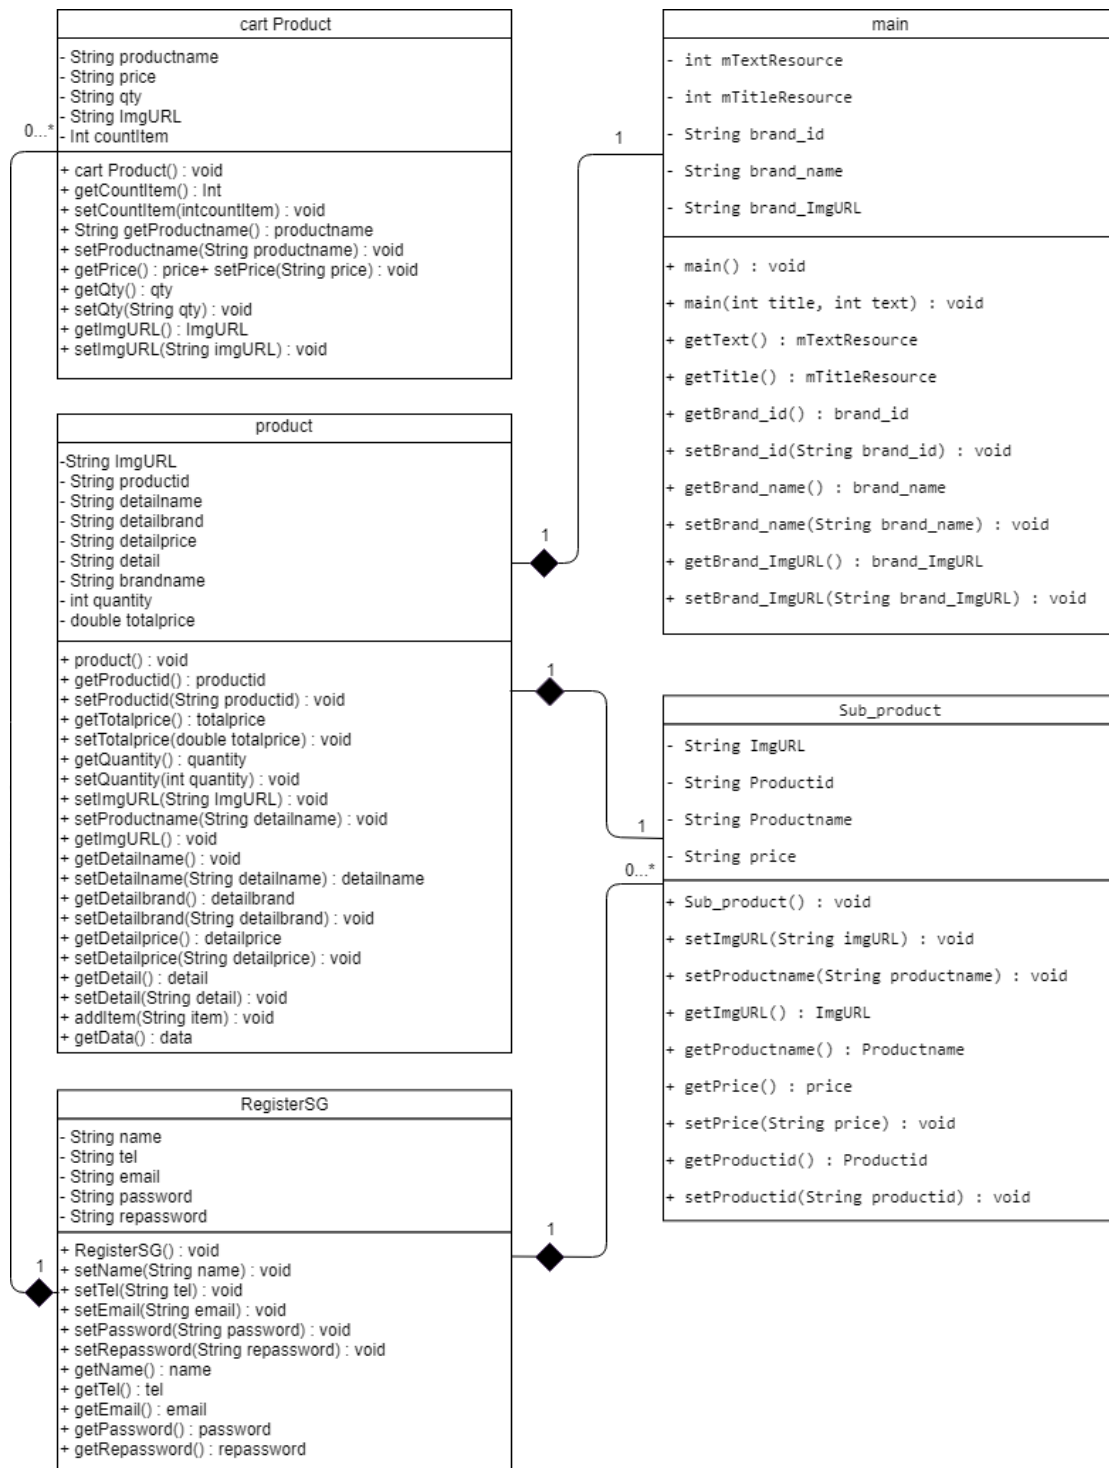 cart Product
- String productname
- String price
- String qty
- String ImgURL
- Int countItem
0...*
+ cart Product() : void
+ getCountItem() : Int
+ setCountItem(intcountItem) : void
+ String getProductname() : productname
+ setProductname(String productname) : void
+ getPrice() : price+ setPrice(String price) : void
+ getQty() : qty
+ setQty(String qty) : void
+ getImgURL() : ImgURL
+ setImgURL(String imgURL) : void
main
- int mTextResource
- int mTitleResource
- String brand_id
- String brand_name
- String brand_ImgURL
1
+ main() : void
+ main(int title, int text) : void
+ getText() : mTextResource
+ getTitle() : mTitleResource
+ getBrand_id() : brand_id
+ setBrand_id(String brand_id) : void
+ getBrand_name() : brand_name
+ setBrand_name(String brand_name) : void
+ getBrand_ImgURL() : brand_ImgURL
+ setBrand_ImgURL(String brand_ImgURL) : void
product
-String ImgURL
- String productid
- String detailname
- String detailbrand
- String detailprice
- String detail
- String brandname
- int quantity
- double totalprice
1
+ product() : void
+ getProductid() : productid
+ setProductid(String productid) : void
+ getTotalprice() : totalprice
+ setTotalprice(double totalprice) : void
+ getQuantity() : quantity
+ setQuantity(int quantity) : void
+ setImgURL(String ImgURL) : void
+ setProductname(String detailname) : void
+ getImgURL() : void
+ getDetailname() : void
+ setDetailname(String detailname) : detailname
+ getDetailbrand() : detailbrand
+ setDetailbrand(String detailbrand) : void
+ getDetailprice() : detailprice
+ setDetailprice(String detailprice) : void
+ getDetail() : detail
+ setDetail(String detail) : void
+ addItem(String item) : void
+ getData() : data
1
Sub_product
- String ImgURL
- String Productid
- String Productname
- String price
1
0...*
+ Sub_product() : void
+ setImgURL(String imgURL) : void
+ setProductname(String productname) : void
+ getImgURL() : ImgURL
+ getProductname() : Productname
+ getPrice() : price
+ setPrice(String price) : void
+ getProductid() : Productid
+ setProductid(String productid) : void
RegisterSG
- String name
- String tel
- String email
- String password
- String repassword
1
1
+ RegisterSG() : void
+ setName(String name) : void
+ setTel(String tel) : void
+ setEmail(String email) : void
+ setPassword(String password) : void
+ setRepassword(String repassword) : void
+ getName() : name
+ getTel() : tel
+ getEmail() : email
+ getPassword() : password
+ getRepassword() : repassword